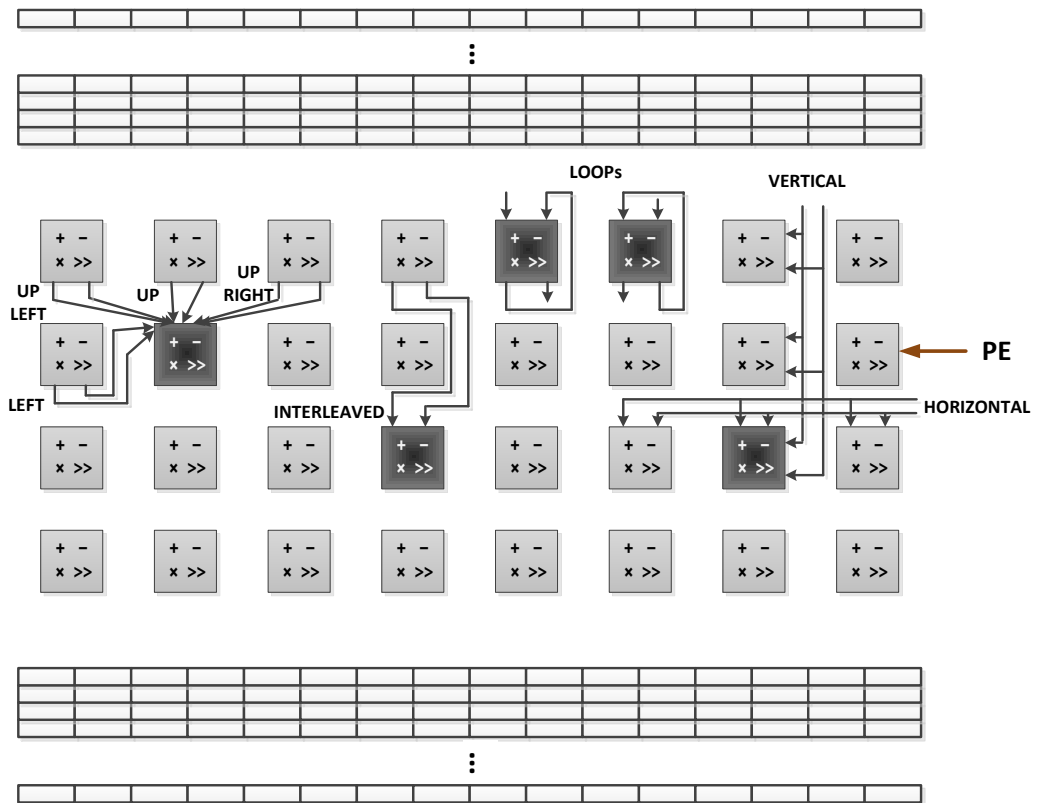 ⋮
LOOPs
VERTICAL
+ − + − + − + − + − + − + − + −
× >> × >> × >> × >> × >> × >> × >> × >>
UP
LEFT
UP
UP
RIGHT
+ − + − + − + − + − + − + − + −
× >> × >> × >> × >> × >> × >> × >> × >>
PE
LEFT
INTERLEAVED
HORIZONTAL
+ − + − + − + − + − + − + − + −
× >> × >> × >> × >> × >> × >> × >> × >>
+ − + − + − + − + − + − + − + −
× >> × >> × >> × >> × >> × >> × >> × >>
⋮